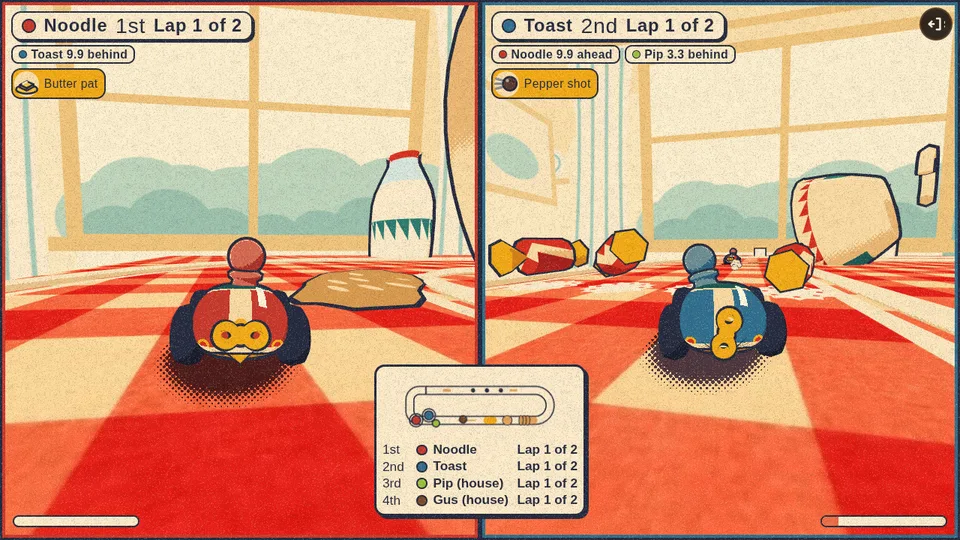 Noodle 1st Lap 1 of 2
Toast 9.9 behind
Butter pat
Toast 2nd Lap 1 of 2
Noodle 9.9 ahead
Pip 3.3 behind
Pepper shot
1st Noodle Lap 1 of 2
2nd Toast Lap 1 of 2
3rd Pip (house) Lap 1 of 2
4th Gus (house) Lap 1 of 2